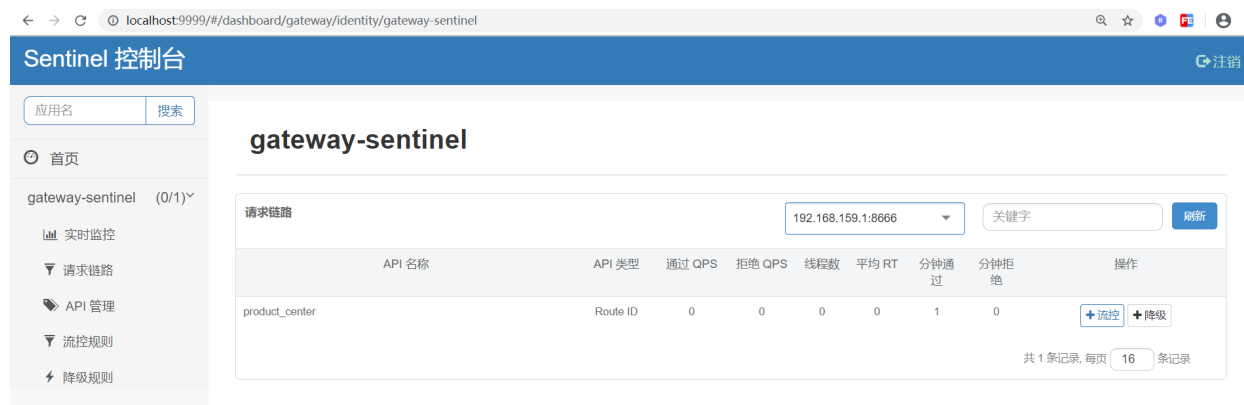 localhost:9999/#/dashboard/gateway/identity/gateway-sentinel
FE
Sentinel 控制台
注销
应用名
搜索
首页
gateway-sentinel (0/1)
实时监控
请求链路
API 管理
流控规则
降级规则
gateway-sentinel
请求链路
192.168.159.1:8666
关键字
刷新
API 名称 API 类型 通过 QPS 拒绝 QPS 线程数 平均 RT 分钟通过 分钟拒绝 操作
product_center Route ID 0 0 0 0 1 0 +流控 +降级
共 1 条记录, 每页 16 条记录